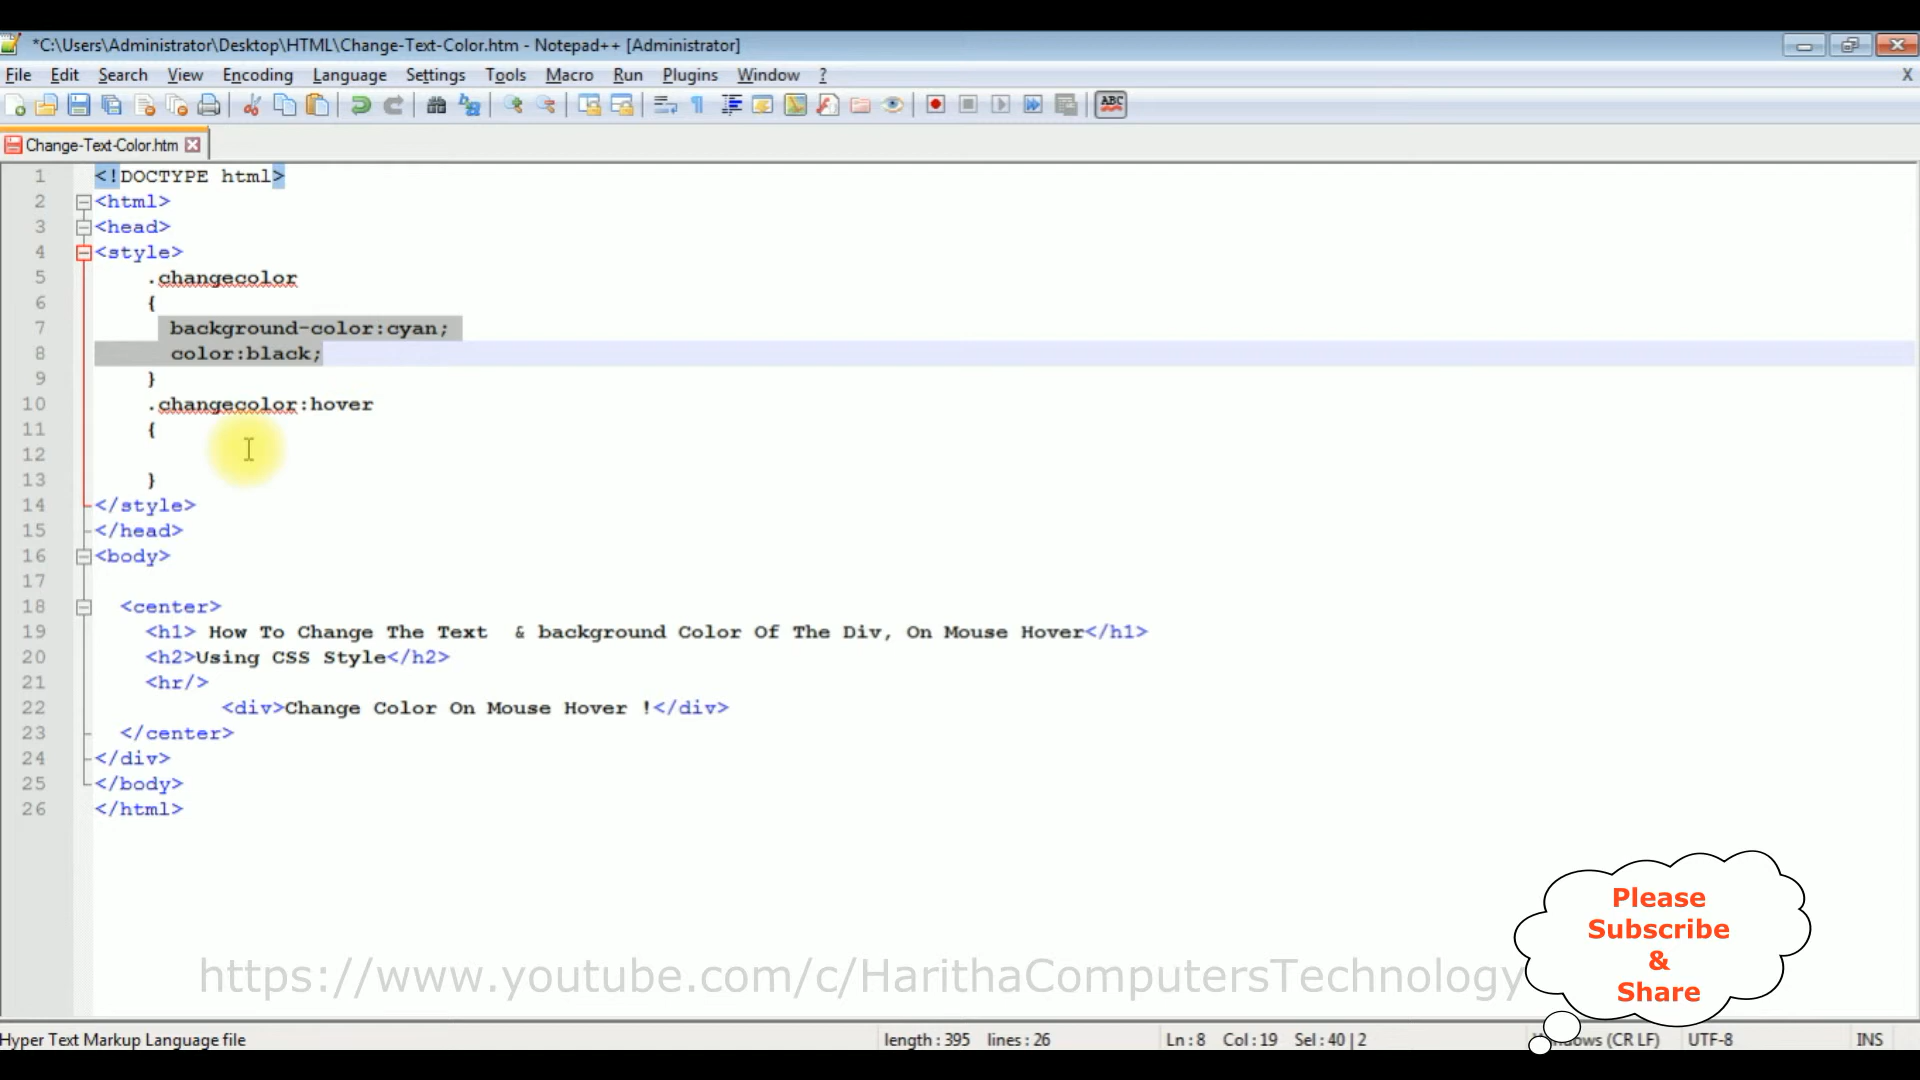 *C:\Users\Administrator\Desktop\HTML\Change-Text-Color.htm - Notepad++ [Administrator]
File Edit Search View Encoding Language Settings Tools Macro Run Plugins Window ? X
ABC
Change-Text-Color.htm
1 <!DOCTYPE html>
2 <html>
3 <head>
4 <style>
5 .changecolor
6 {
7 background-color:cyan;
8 color:black;
9 }
10 .changecolor:hover
11 {
12
13 }
14 </style>
15 </head>
16 <body>
17
18 <center>
19 <h1> How To Change The Text  & background Color Of The Div, On Mouse Hover</h1>
20 <h2>Using CSS Style</h2>
21 <hr/>
22 <div>Change Color On Mouse Hover !</div>
23 </center>
24 </div>
25 </body>
26 </html>
Please
Subscribe
&
Share
https://www.youtube.com/c/HarithaComputersTechnology
Hyper Text Markup Language file length : 395 lines : 26 Ln : 8 Col : 19 Sel : 40 | 2 (CR LF) UTF-8 INS